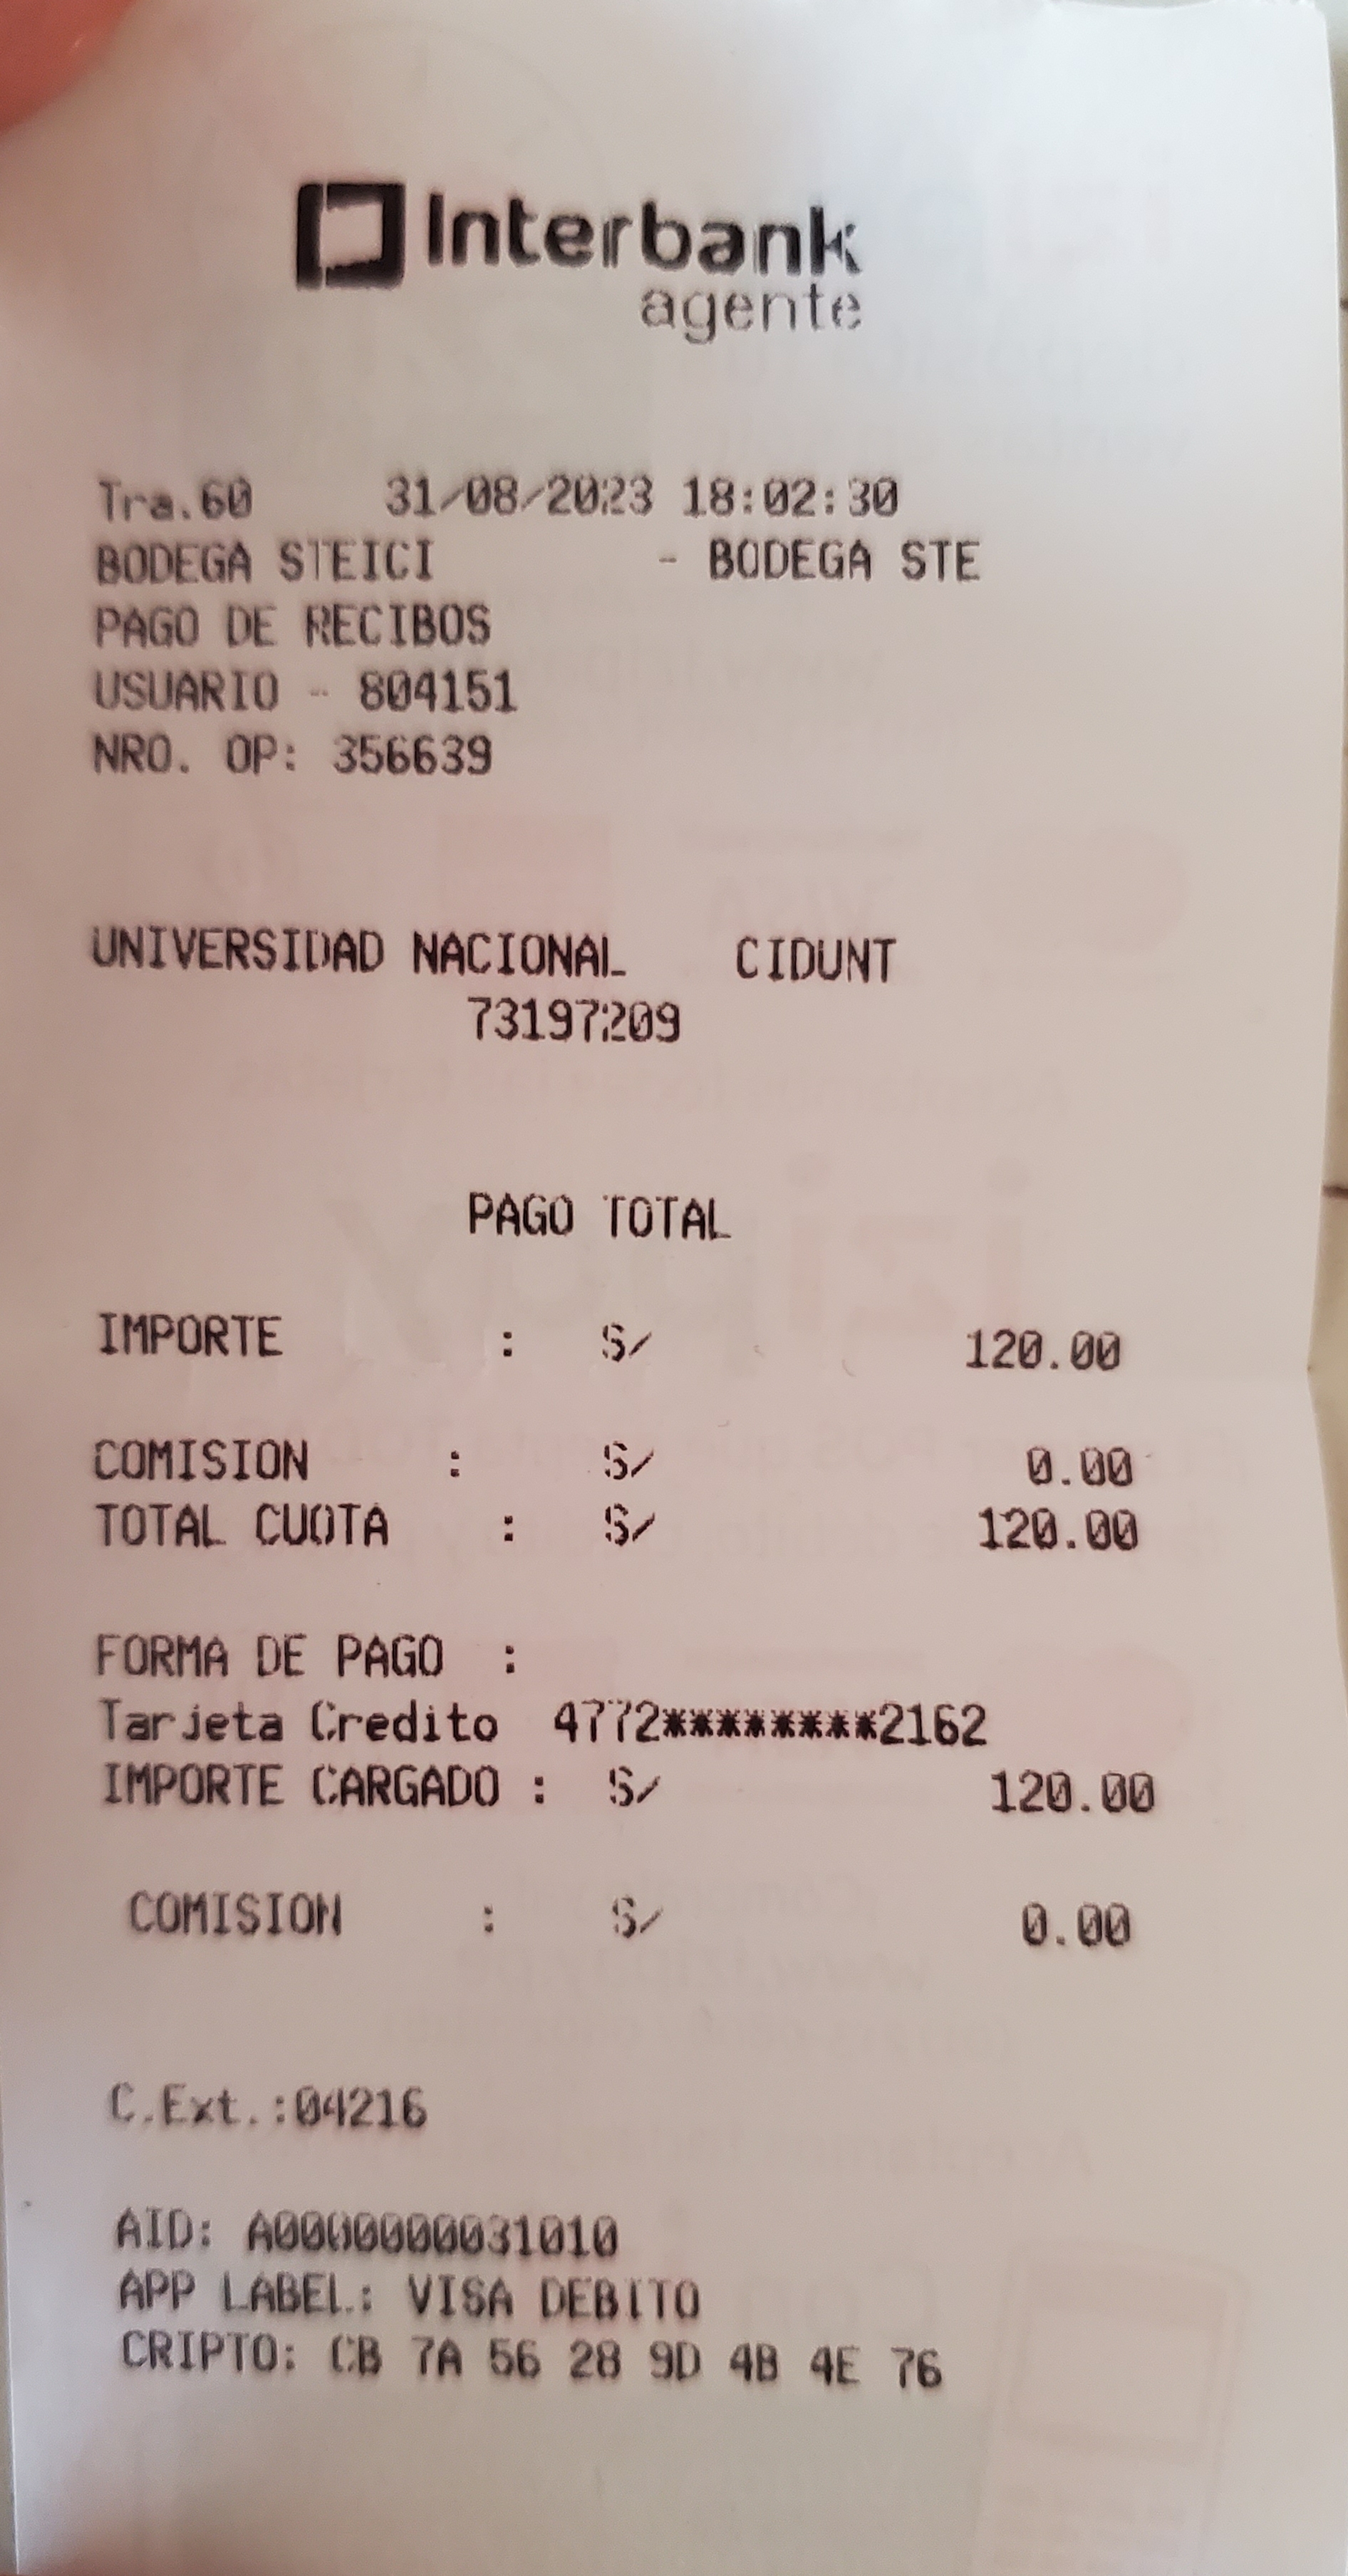 Interbank
agente
Tra.60 31/08/2023 18:02:30
BODEGA STEICI - BODEGA STE
PAGO DE RECIBOS
USUARIO - 804151
NRO. OP: 356639
UNIVERSIDAD NACIONAL CIDUNT
73197209
PAGO TOTAL
IMPORTE : S/ 120.00
COMISION : S/ 0.00
TOTAL CUOTA : S/ 120.00
FORMA DE PAGO :
Tarjeta Credito 4772********2162
IMPORTE CARGADO : S/ 120.00
COMISION : S/ 0.00
C.Ext.:04216
AID: A0000000031010
APP LABEL: VISA DEBITO
CRIPTO: CB 7A 56 28 9D 4B 4E 76